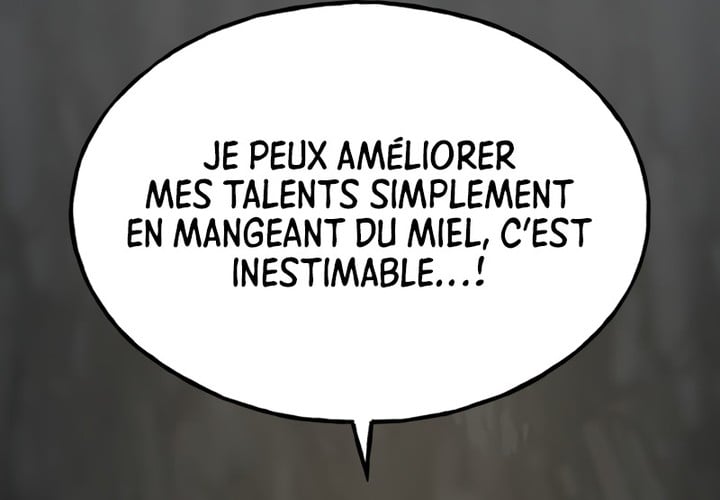 JE PEUX AMÉLIORER
MES TALENTS SIMPLEMENT
EN MANGEANT DU MIEL, C'EST
INESTIMABLE...!